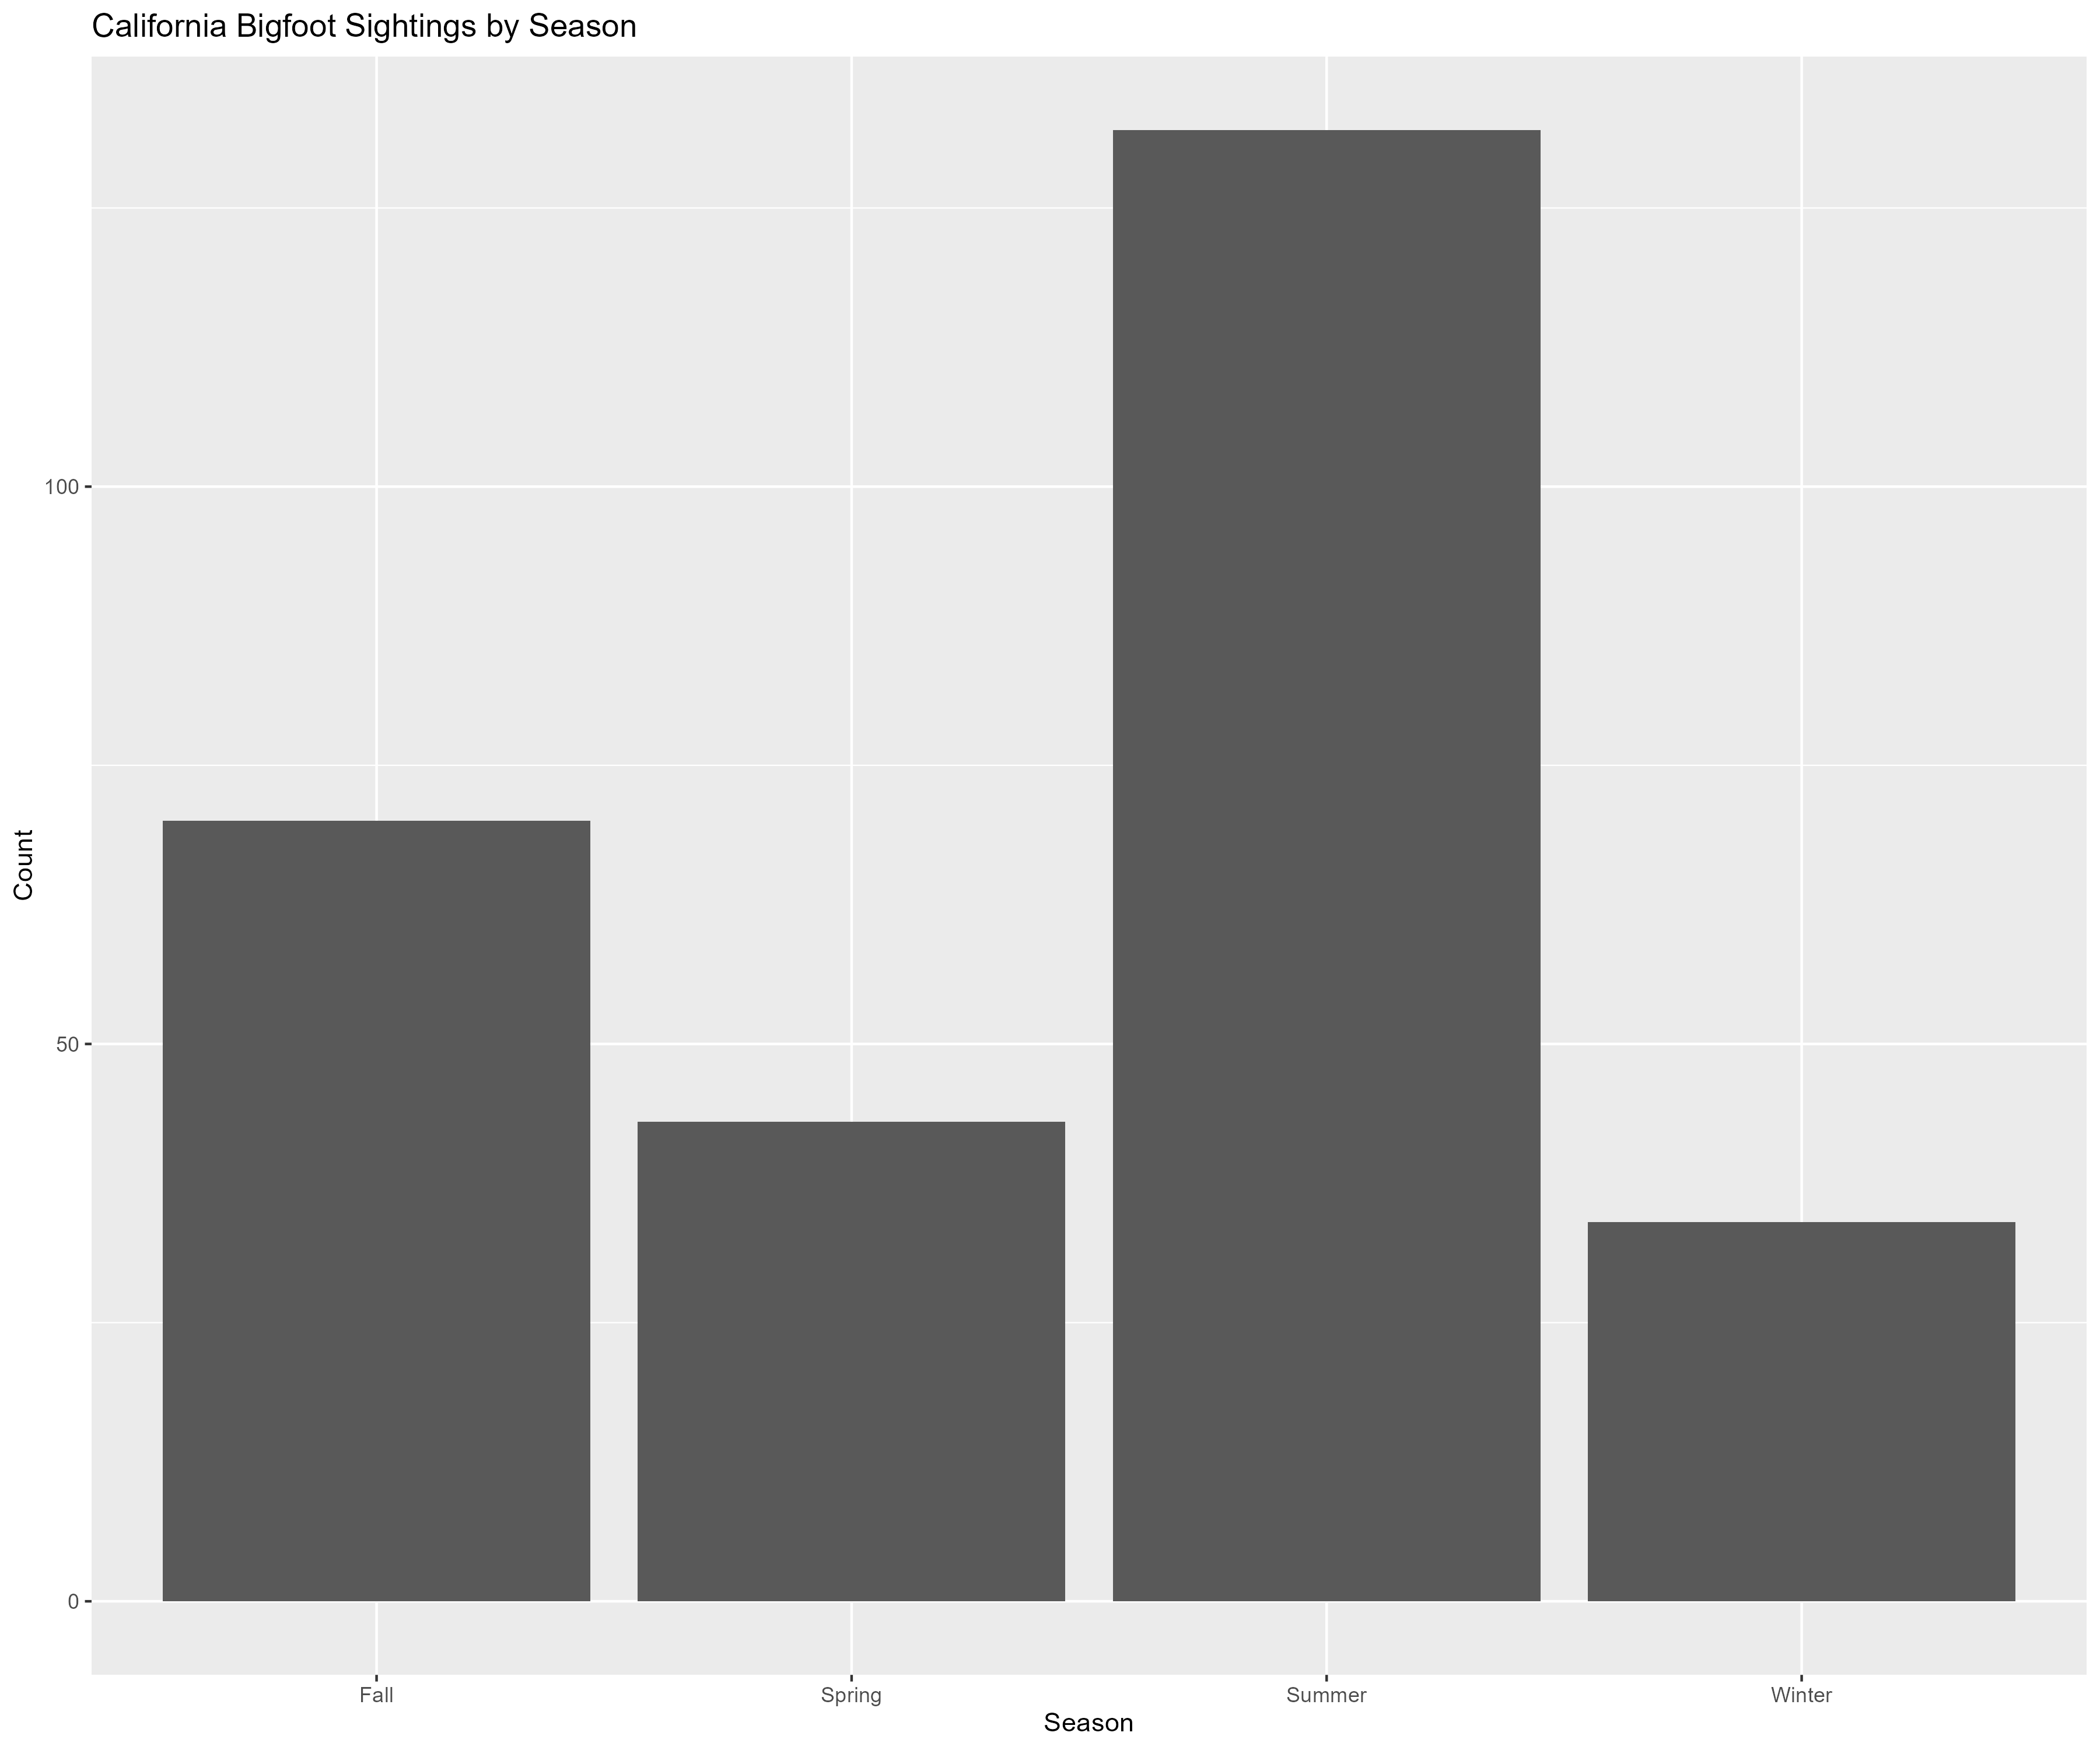 California Bigfoot Sightings by Season
Count
100
50
0
Fall
Spring
Summer
Winter
Season